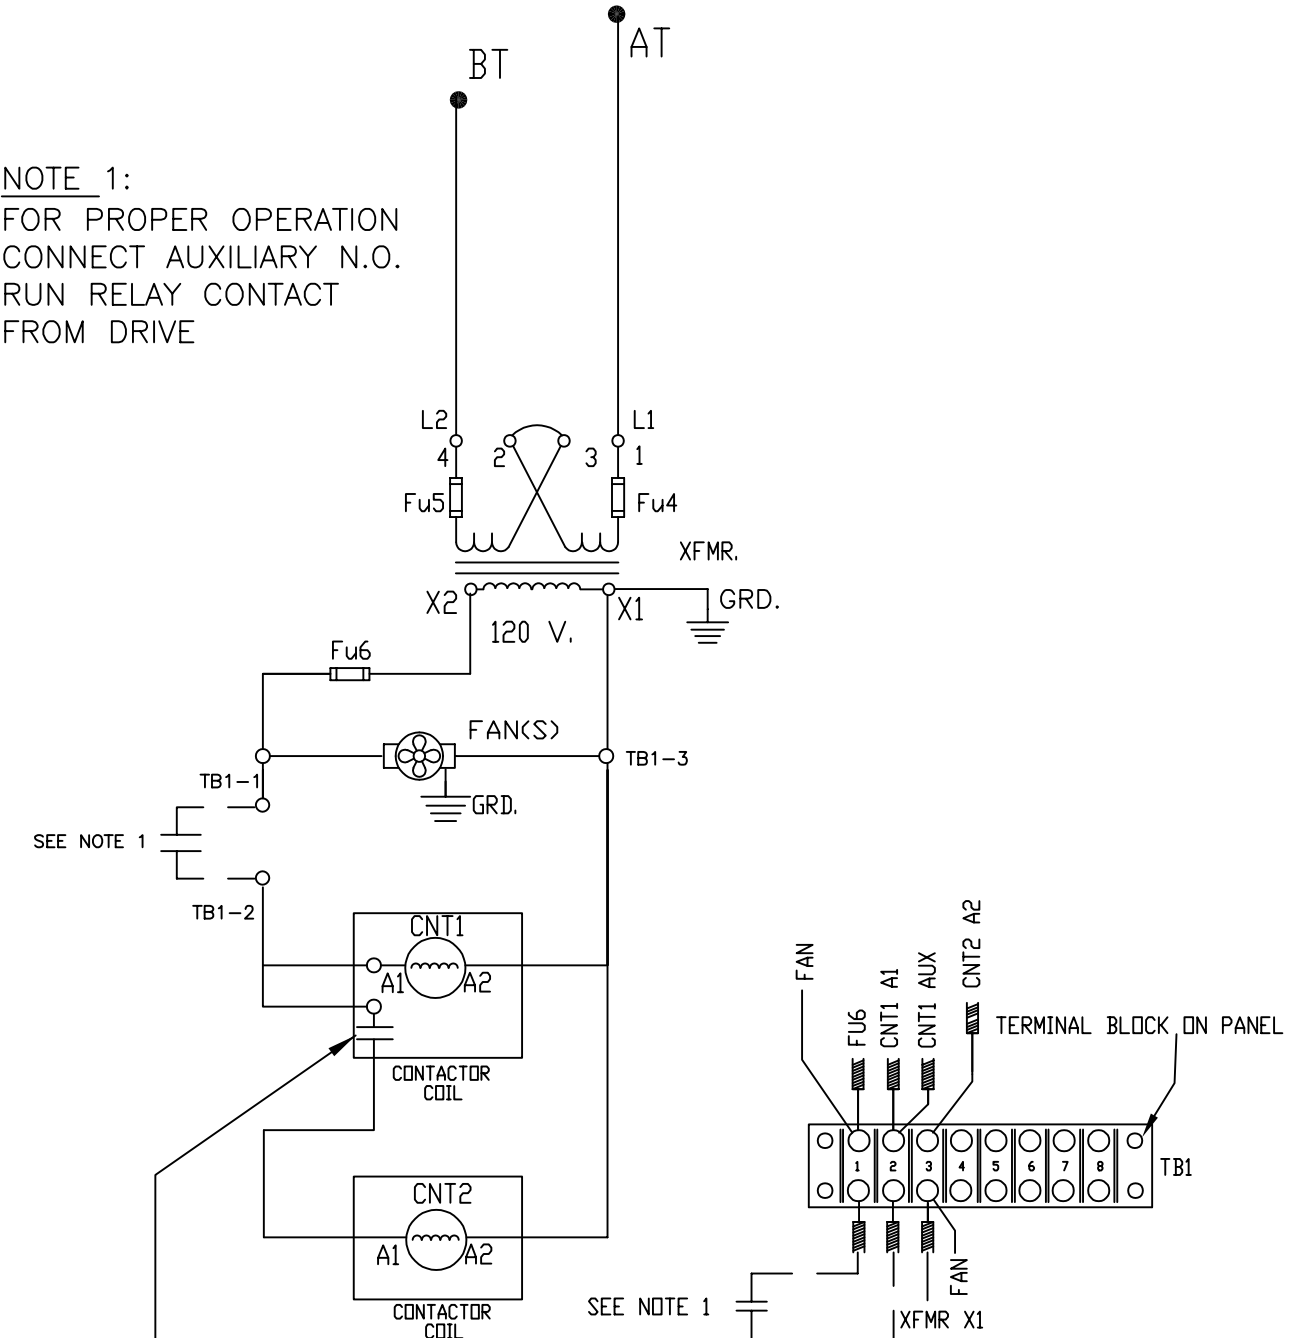 AT
BT
NOTE 1:
FOR PROPER OPERATION
CONNECT AUXILIARY N.O.
RUN RELAY CONTACT
FROM DRIVE
L2
L1
4
2
3
1
Fu5
Fu4
XFMR.
X2
X1
GRD.
120 V.
Fu6
FAN(S)
TB1-3
TB1-1
GRD.
SEE NOTE 1
TB1-2
CNT1
A1
A2
CONTACTOR
COIL
CNT2
A1
A2
CONTACTOR
COIL
FAN
FU6
CNT1 A1
CNT1 AUX
CNT2 A2
TERMINAL BLOCK ON PANEL
1 2 3 4 5 6 7 8
TB1
FAN
SEE NOTE 1
XFMR X1